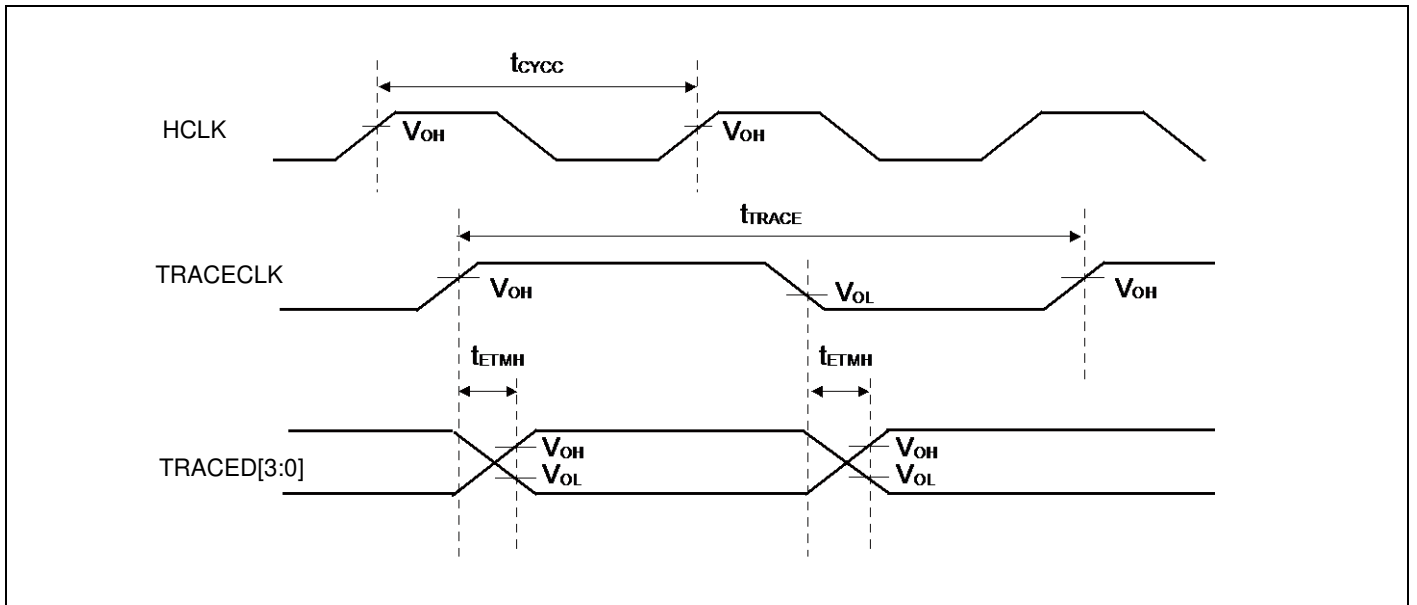 tCYCC
HCLK
VOH
VOH
tTRACE
TRACECLK
VOH
VOL
VOH
tETMH
tETMH
TRACED[3:0]
VOH
VOL
VOH
VOL